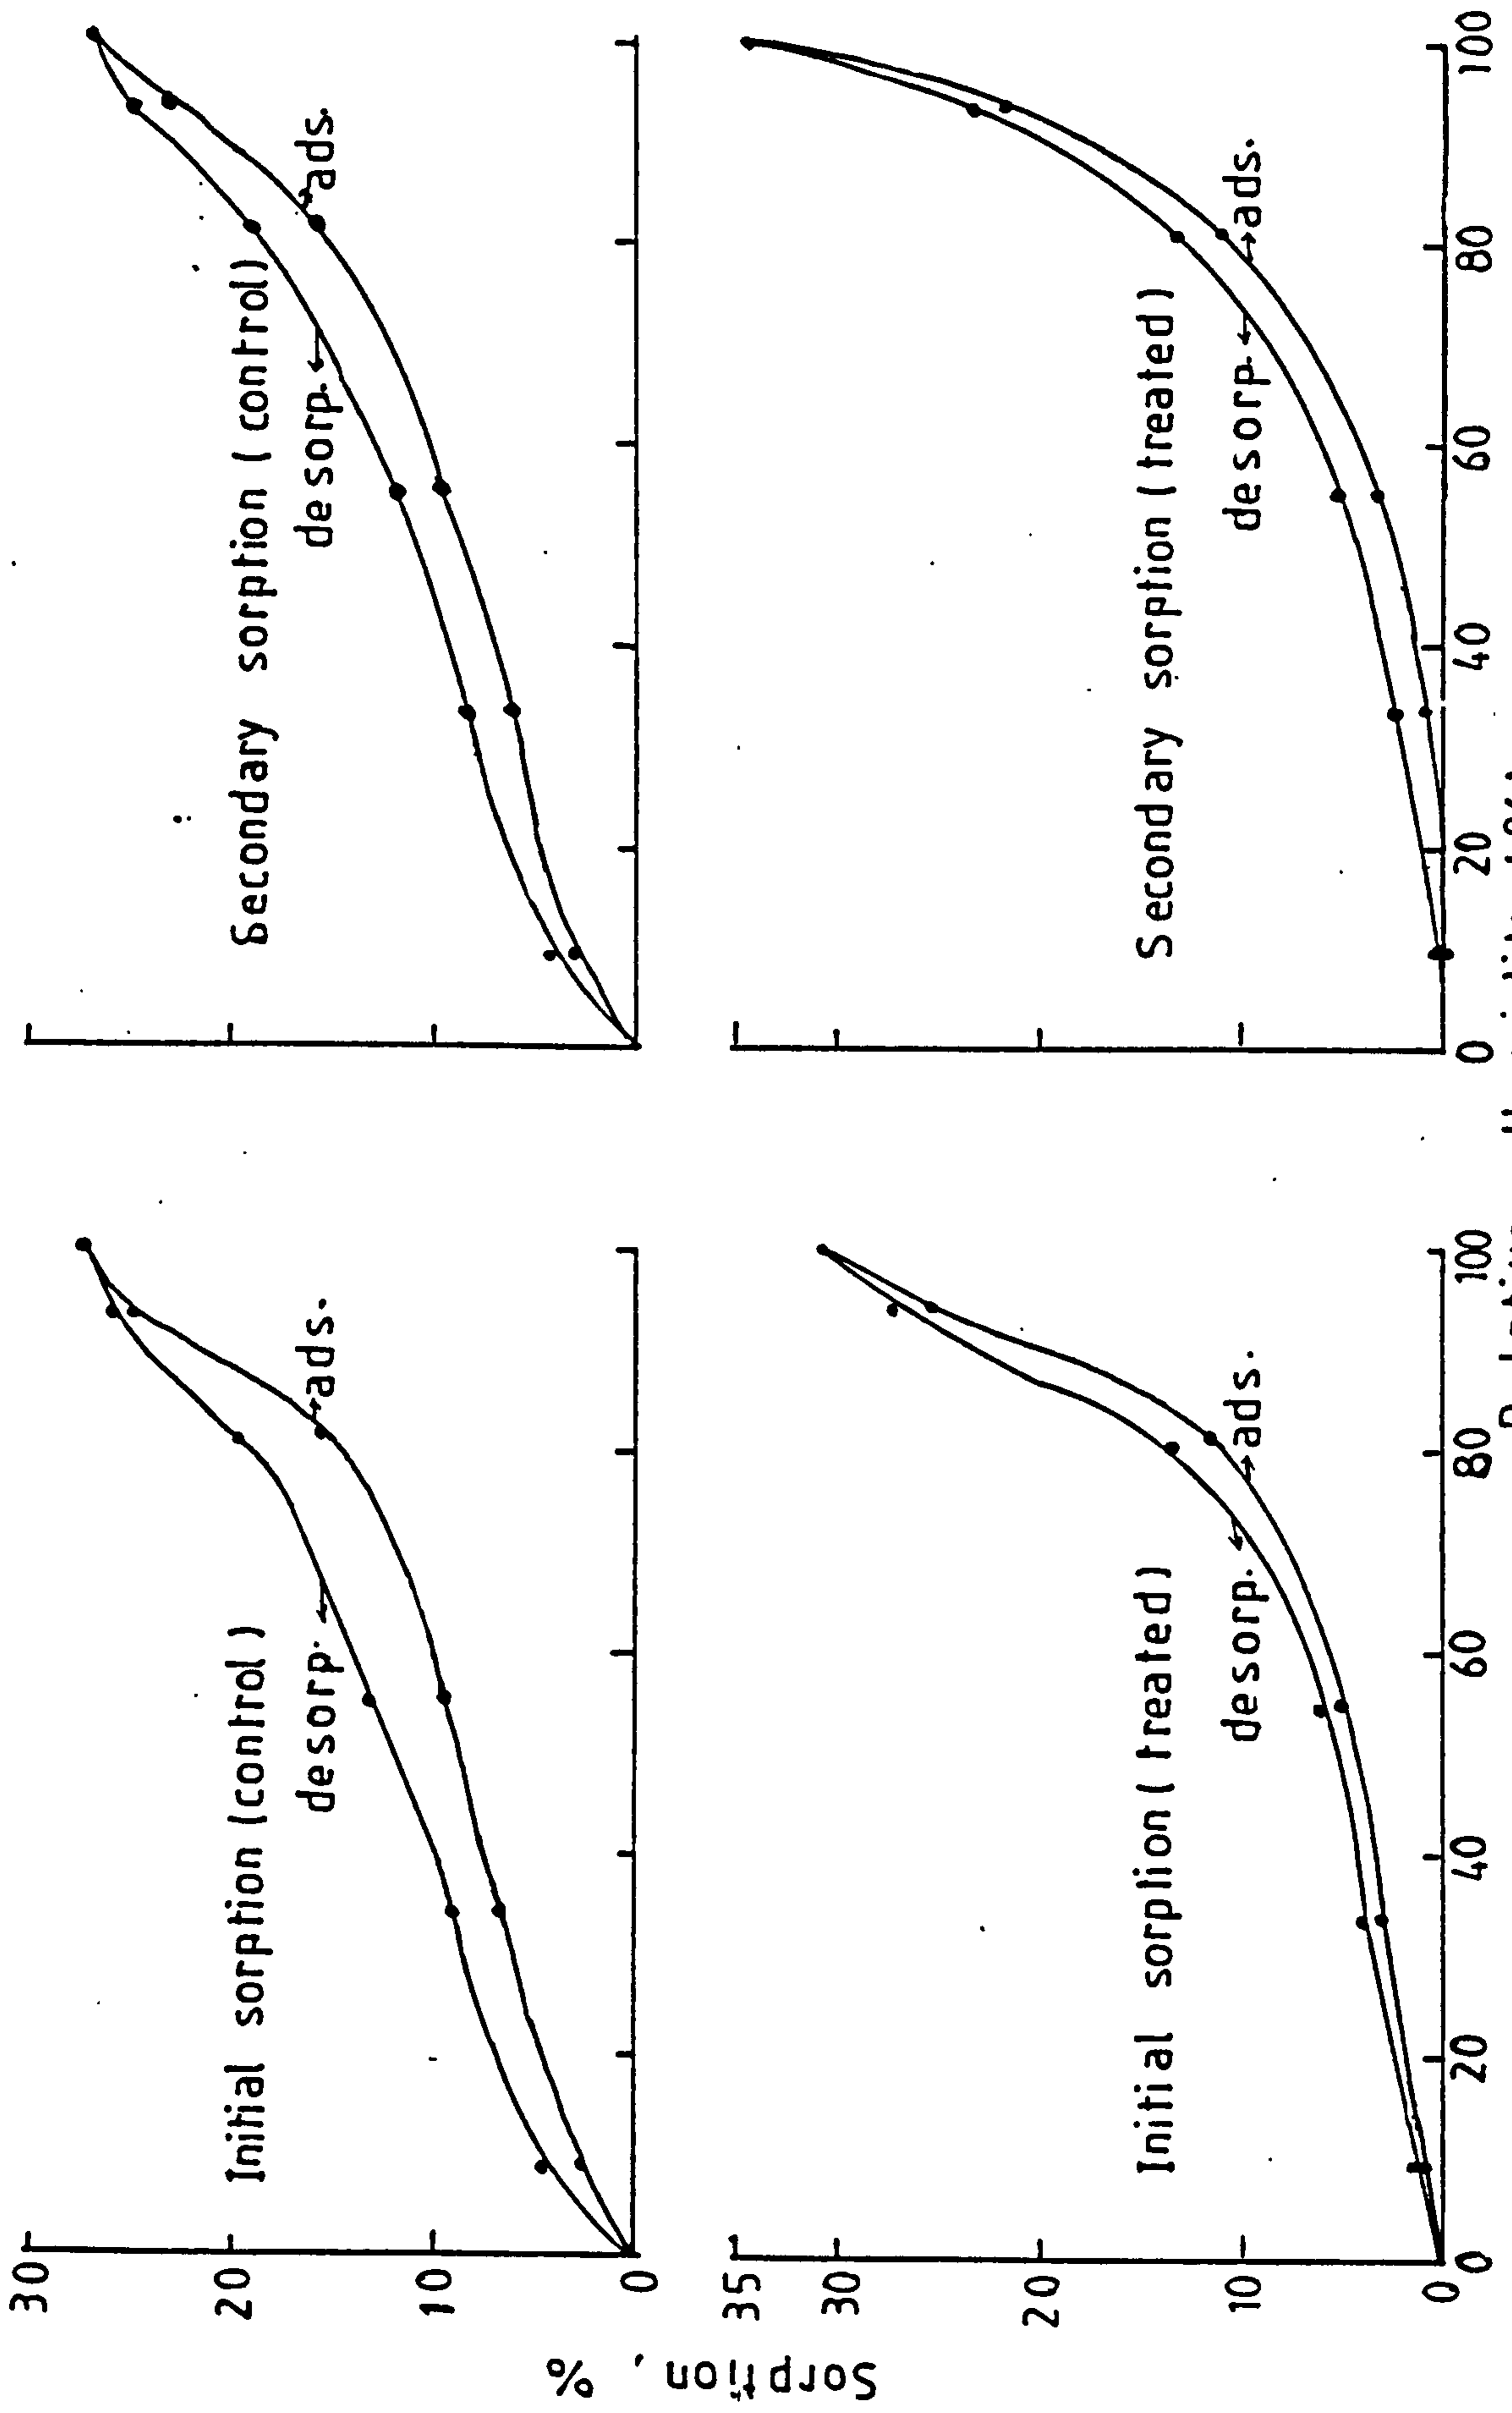 Sorption, %
30
20
10
0
Initial sorption (control)
desorp.
ads.
Secondary sorption (control)
desorp.
ads.
35
30
20
10
0
Initial sorption (treated)
desorp.
ads.
0
20
40
60
80
100
Secondary sorption (treated)
desorp.
ads.
0
20
40
60
80
100